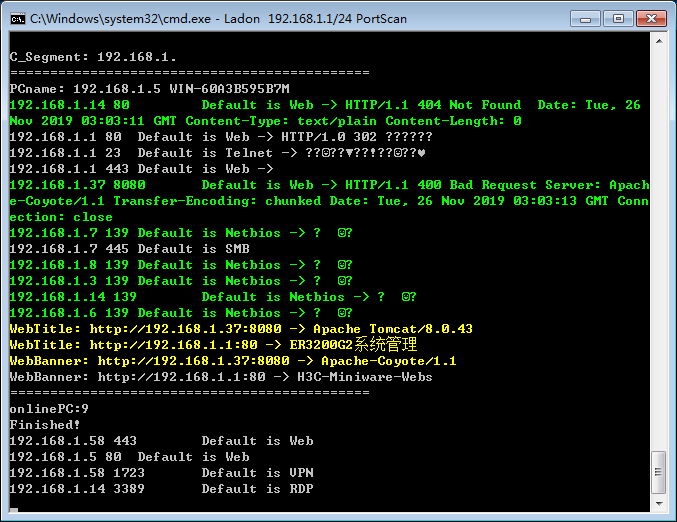 C:\Windows\system32\cmd.exe - Ladon  192.168.1.1/24 PortScan
C_Segment: 192.168.1.
=============================================
PCname: 192.168.1.5 WIN-60A3B595B7M
192.168.1.14 80         Default is Web -> HTTP/1.1 404 Not Found  Date: Tue, 26
Nov 2019 03:03:11 GMT Content-Type: text/plain Content-Length: 0
192.168.1.1 80  Default is Web -> HTTP/1.0 302 ??????
192.168.1.1 23  Default is Telnet -> ??☺??▼??!??☺??♥
192.168.1.1 443 Default is Web ->
192.168.1.37 8080       Default is Web -> HTTP/1.1 400 Bad Request Server: Apach
e-Coyote/1.1 Transfer-Encoding: chunked Date: Tue, 26 Nov 2019 03:03:13 GMT Conn
ection: close
192.168.1.7 139 Default is Netbios -> ?  ☺?
192.168.1.7 445 Default is SMB
192.168.1.8 139 Default is Netbios -> ?  ☺?
192.168.1.3 139 Default is Netbios -> ?  ☺?
192.168.1.14 139        Default is Netbios -> ?  ☺?
192.168.1.6 139 Default is Netbios -> ?  ☺?
WebTitle: http://192.168.1.37:8080 -> Apache Tomcat/8.0.43
WebTitle: http://192.168.1.1:80 -> ER3200G2系统管理
WebBanner: http://192.168.1.37:8080 -> Apache-Coyote/1.1
WebBanner: http://192.168.1.1:80 -> H3C-Miniware-Webs
=============================================
onlinePC:9
Finished!
192.168.1.58 443        Default is Web
192.168.1.5 80  Default is Web
192.168.1.58 1723       Default is VPN
192.168.1.14 3389       Default is RDP